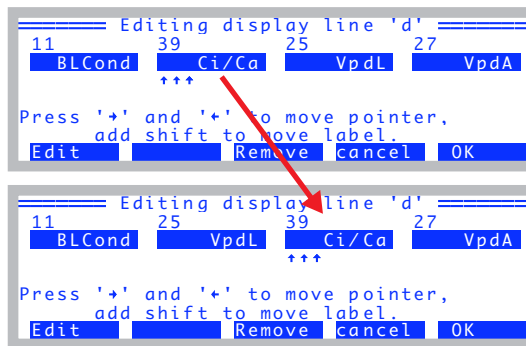 Editing display line 'd'
11 39 25 27
BLCond Ci/Ca VpdL VpdA
↑↑↑
Press '→' and '←' to move pointer,
add shift to move label.
Edit Remove cancel OK
Editing display line 'd'
11 25 39 27
BLCond VpdL Ci/Ca VpdA
↑↑↑
Press '→' and '←' to move pointer,
add shift to move label.
Edit Remove cancel OK